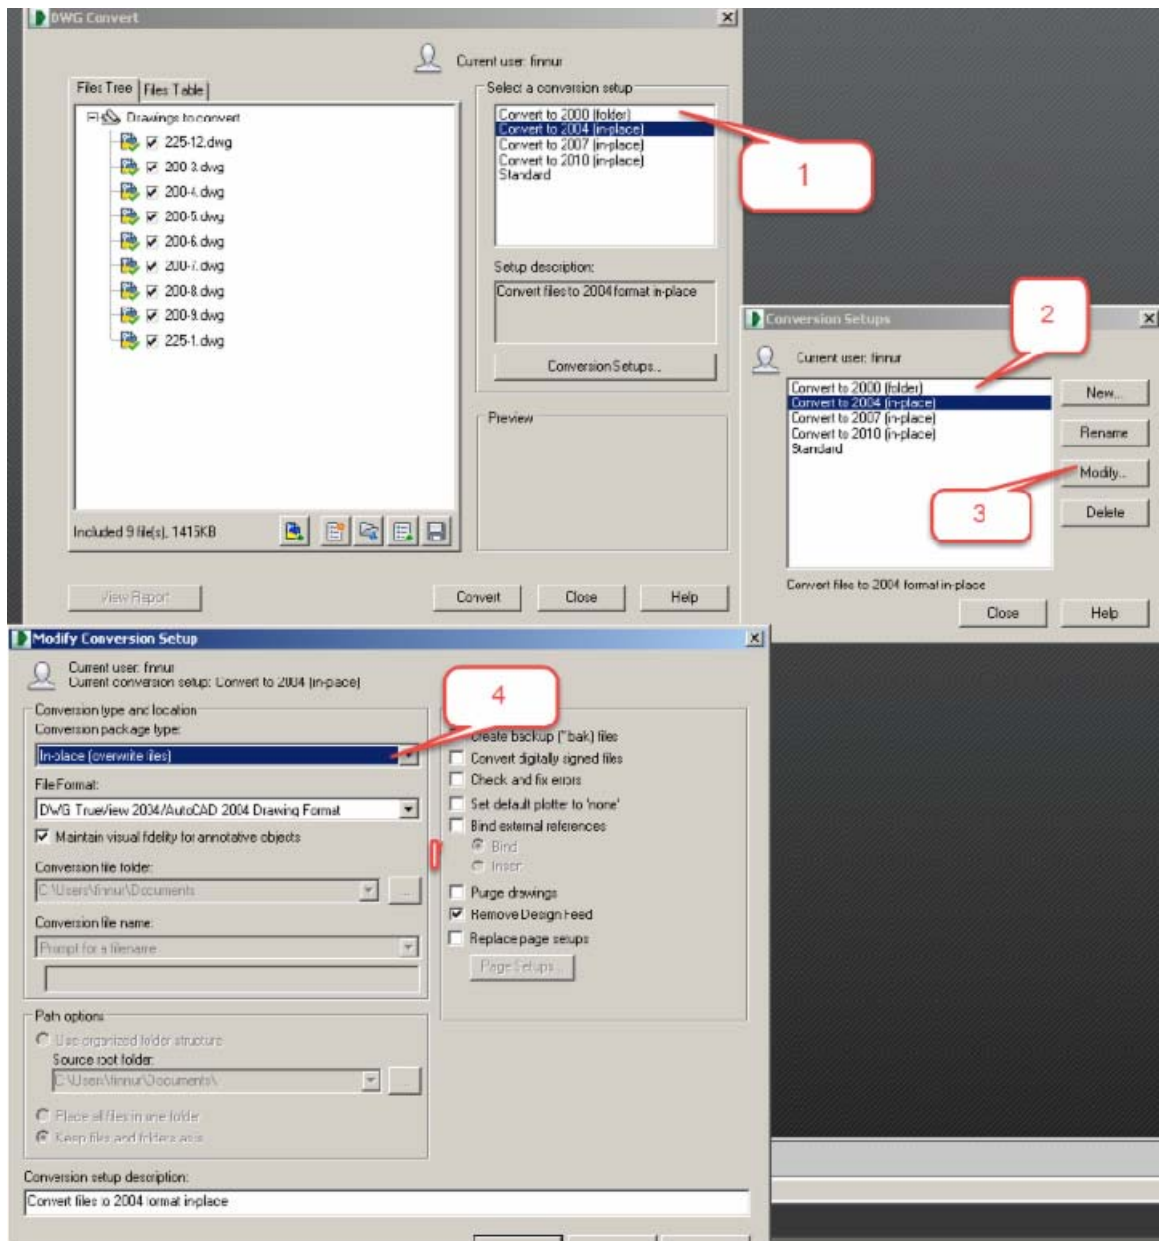 DWG Convert
Current user: finnur
Files Tree
Files Table
Drawings to convert
225-12.dwg
200-3.dwg
200-4.dwg
200-5.dwg
200-6.dwg
200-7.dwg
200-8.dwg
200-9.dwg
225-1.dwg
Included 9 file(s), 1415KB
Select a conversion setup
Convert to 2000 (folder)
Convert to 2004 (in-place)
Convert to 2007 (in-place)
Convert to 2010 (in-place)
Standard
1
Setup description:
Convert files to 2004 format in-place
Conversion Setups...
Preview
View Report
Convert
Close
Help
Conversion Setups
2
Current user: finnur
Convert to 2000 (folder)
Convert to 2004 (in-place)
Convert to 2007 (in-place)
Convert to 2010 (in-place)
Standard
New...
Rename
Modify...
Delete
3
Convert files to 2004 format in-place
Close
Help
Modify Conversion Setup
Current user: finnur
Current conversion setup: Convert to 2004 (in-place)
4
Conversion type and location
Conversion package type:
In-place (overwrite files)
File Format:
DWG TrueView 2004/AutoCAD 2004 Drawing Format
Maintain visual fidelity for annotative objects
Conversion file folder:
C:\Users\finnur\Documents
...
Conversion file name:
Prompt for a filename
Path options
Use organized folder structure
Source root folder:
C:\Users\finnur\Documents\
...
Place all files in one folder
Keep files and folders as is
Create backup (*.bak) files
Convert digitally signed files
Check and fix errors
Set default plotter to 'none'
Bind external references
Bind
Insert
Purge drawings
Remove Design Feed
Replace page setups
Page Setups...
Conversion setup description:
Convert files to 2004 format in-place